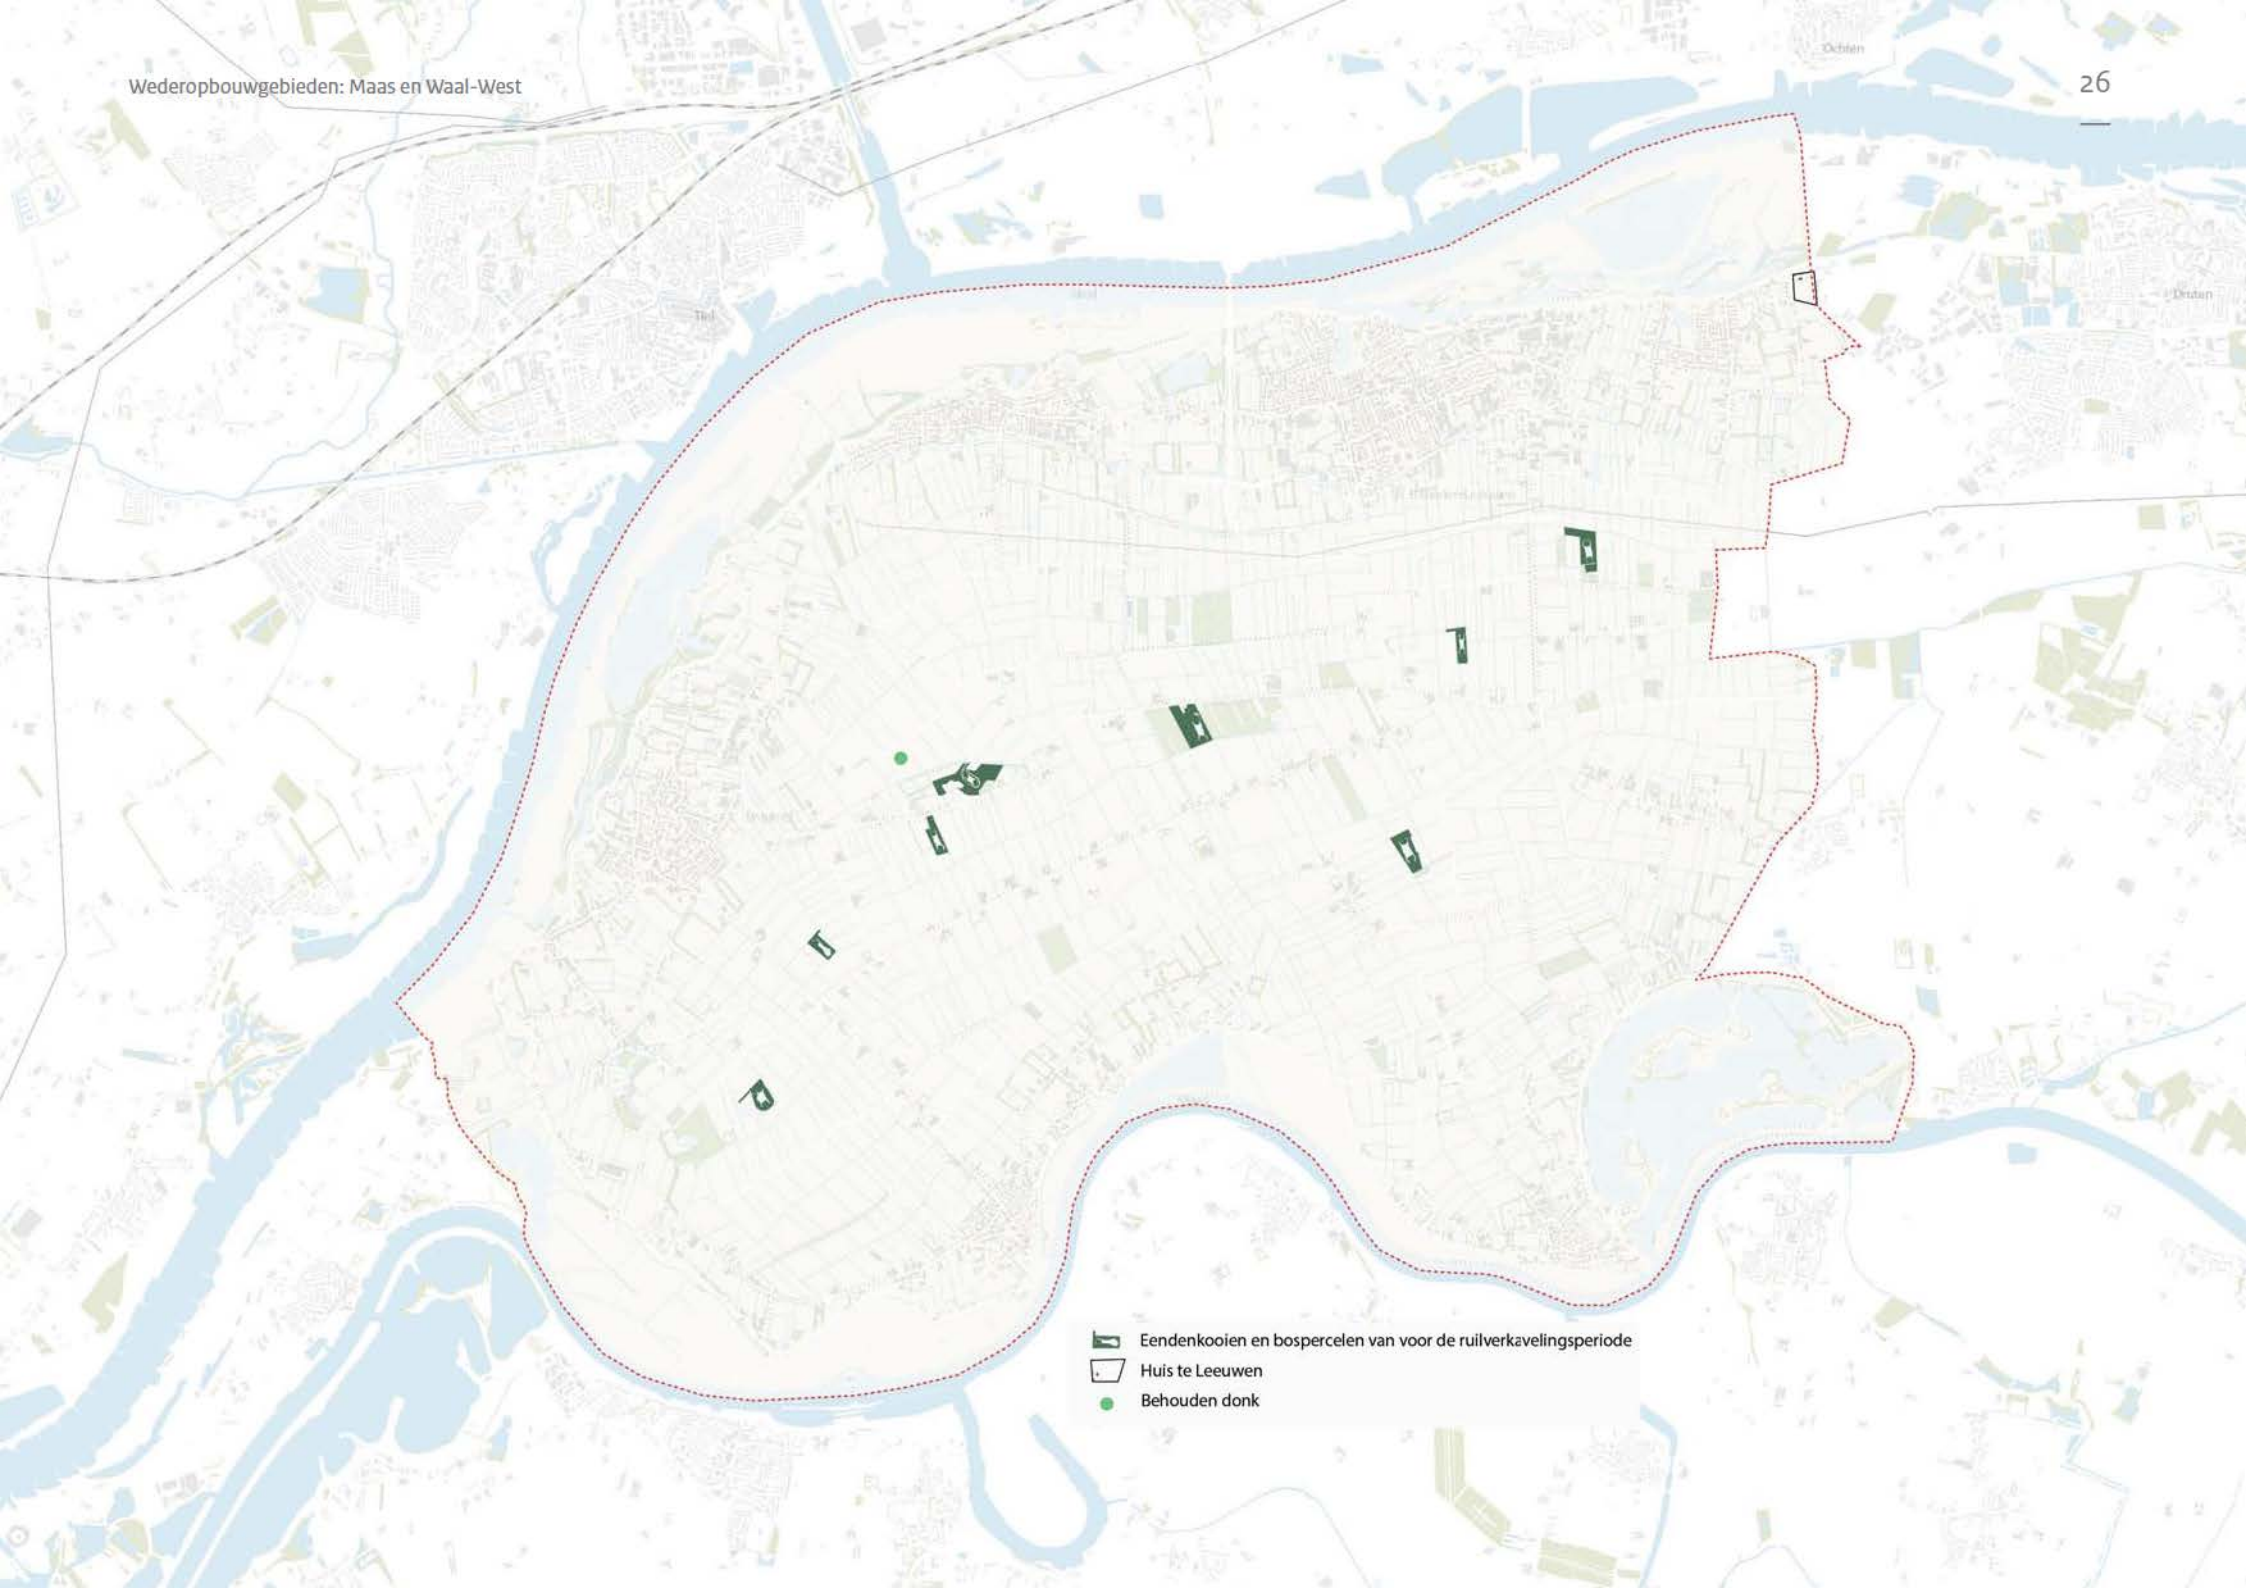 Wederopbouwgebieden: Maas en Waal-West
26
Ochten
Druten
Tiel
Eendenkooien en bospercelen van voor de ruilverkavelingsperiode
Huis te Leeuwen
Behouden donk